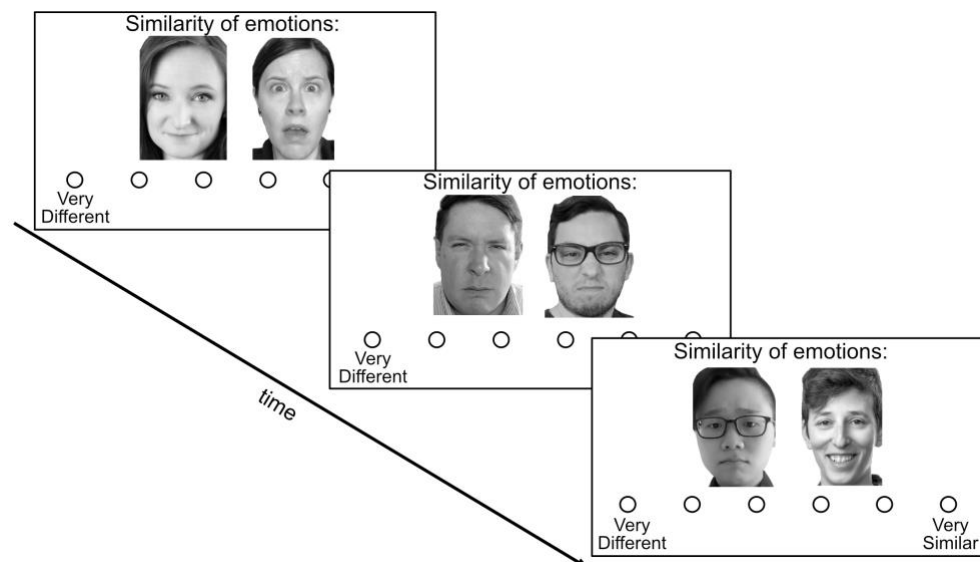 Similarity of emotions:
Very
Different
Similarity of emotions:
Very
Different
time
Similarity of emotions:
Very
Different
Very
Similar